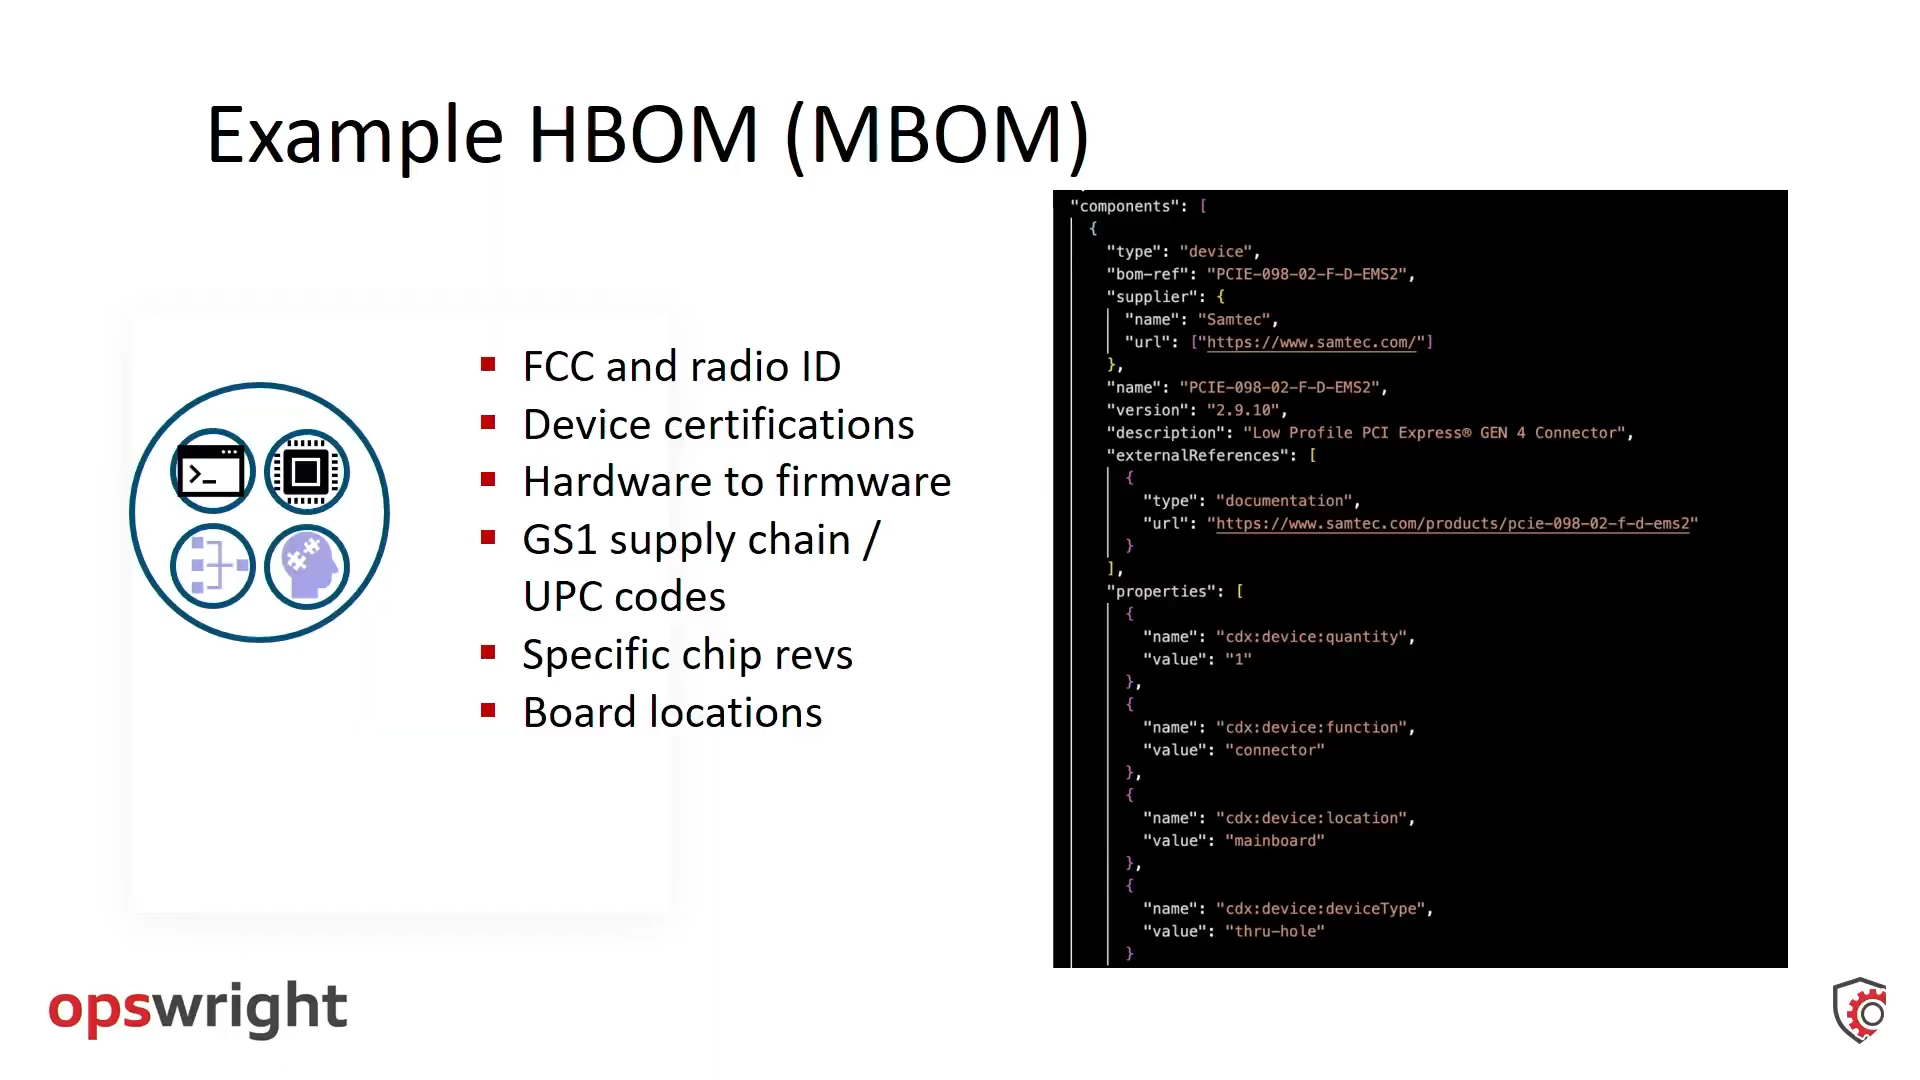 Example HBOM (MBOM)
FCC and radio ID
Device certifications
Hardware to firmware
GS1 supply chain /
UPC codes
Specific chip revs
Board locations
"components": [
{
"type": "device",
"bom-ref": "PCIE-098-02-F-D-EMS2",
"supplier": {
"name": "Samtec",
"url": ["https://www.samtec.com/"]
},
"name": "PCIE-098-02-F-D-EMS2",
"version": "2.9.10",
"description": "Low Profile PCI Express® GEN 4 Connector",
"externalReferences": [
{
"type": "documentation",
"url": "https://www.samtec.com/products/pcie-098-02-f-d-ems2"
}
],
"properties": [
{
"name": "cdx:device:quantity",
"value": "1"
},
{
"name": "cdx:device:function",
"value": "connector"
},
{
"name": "cdx:device:location",
"value": "mainboard"
},
{
"name": "cdx:device:deviceType",
"value": "thru-hole"
}
opswright